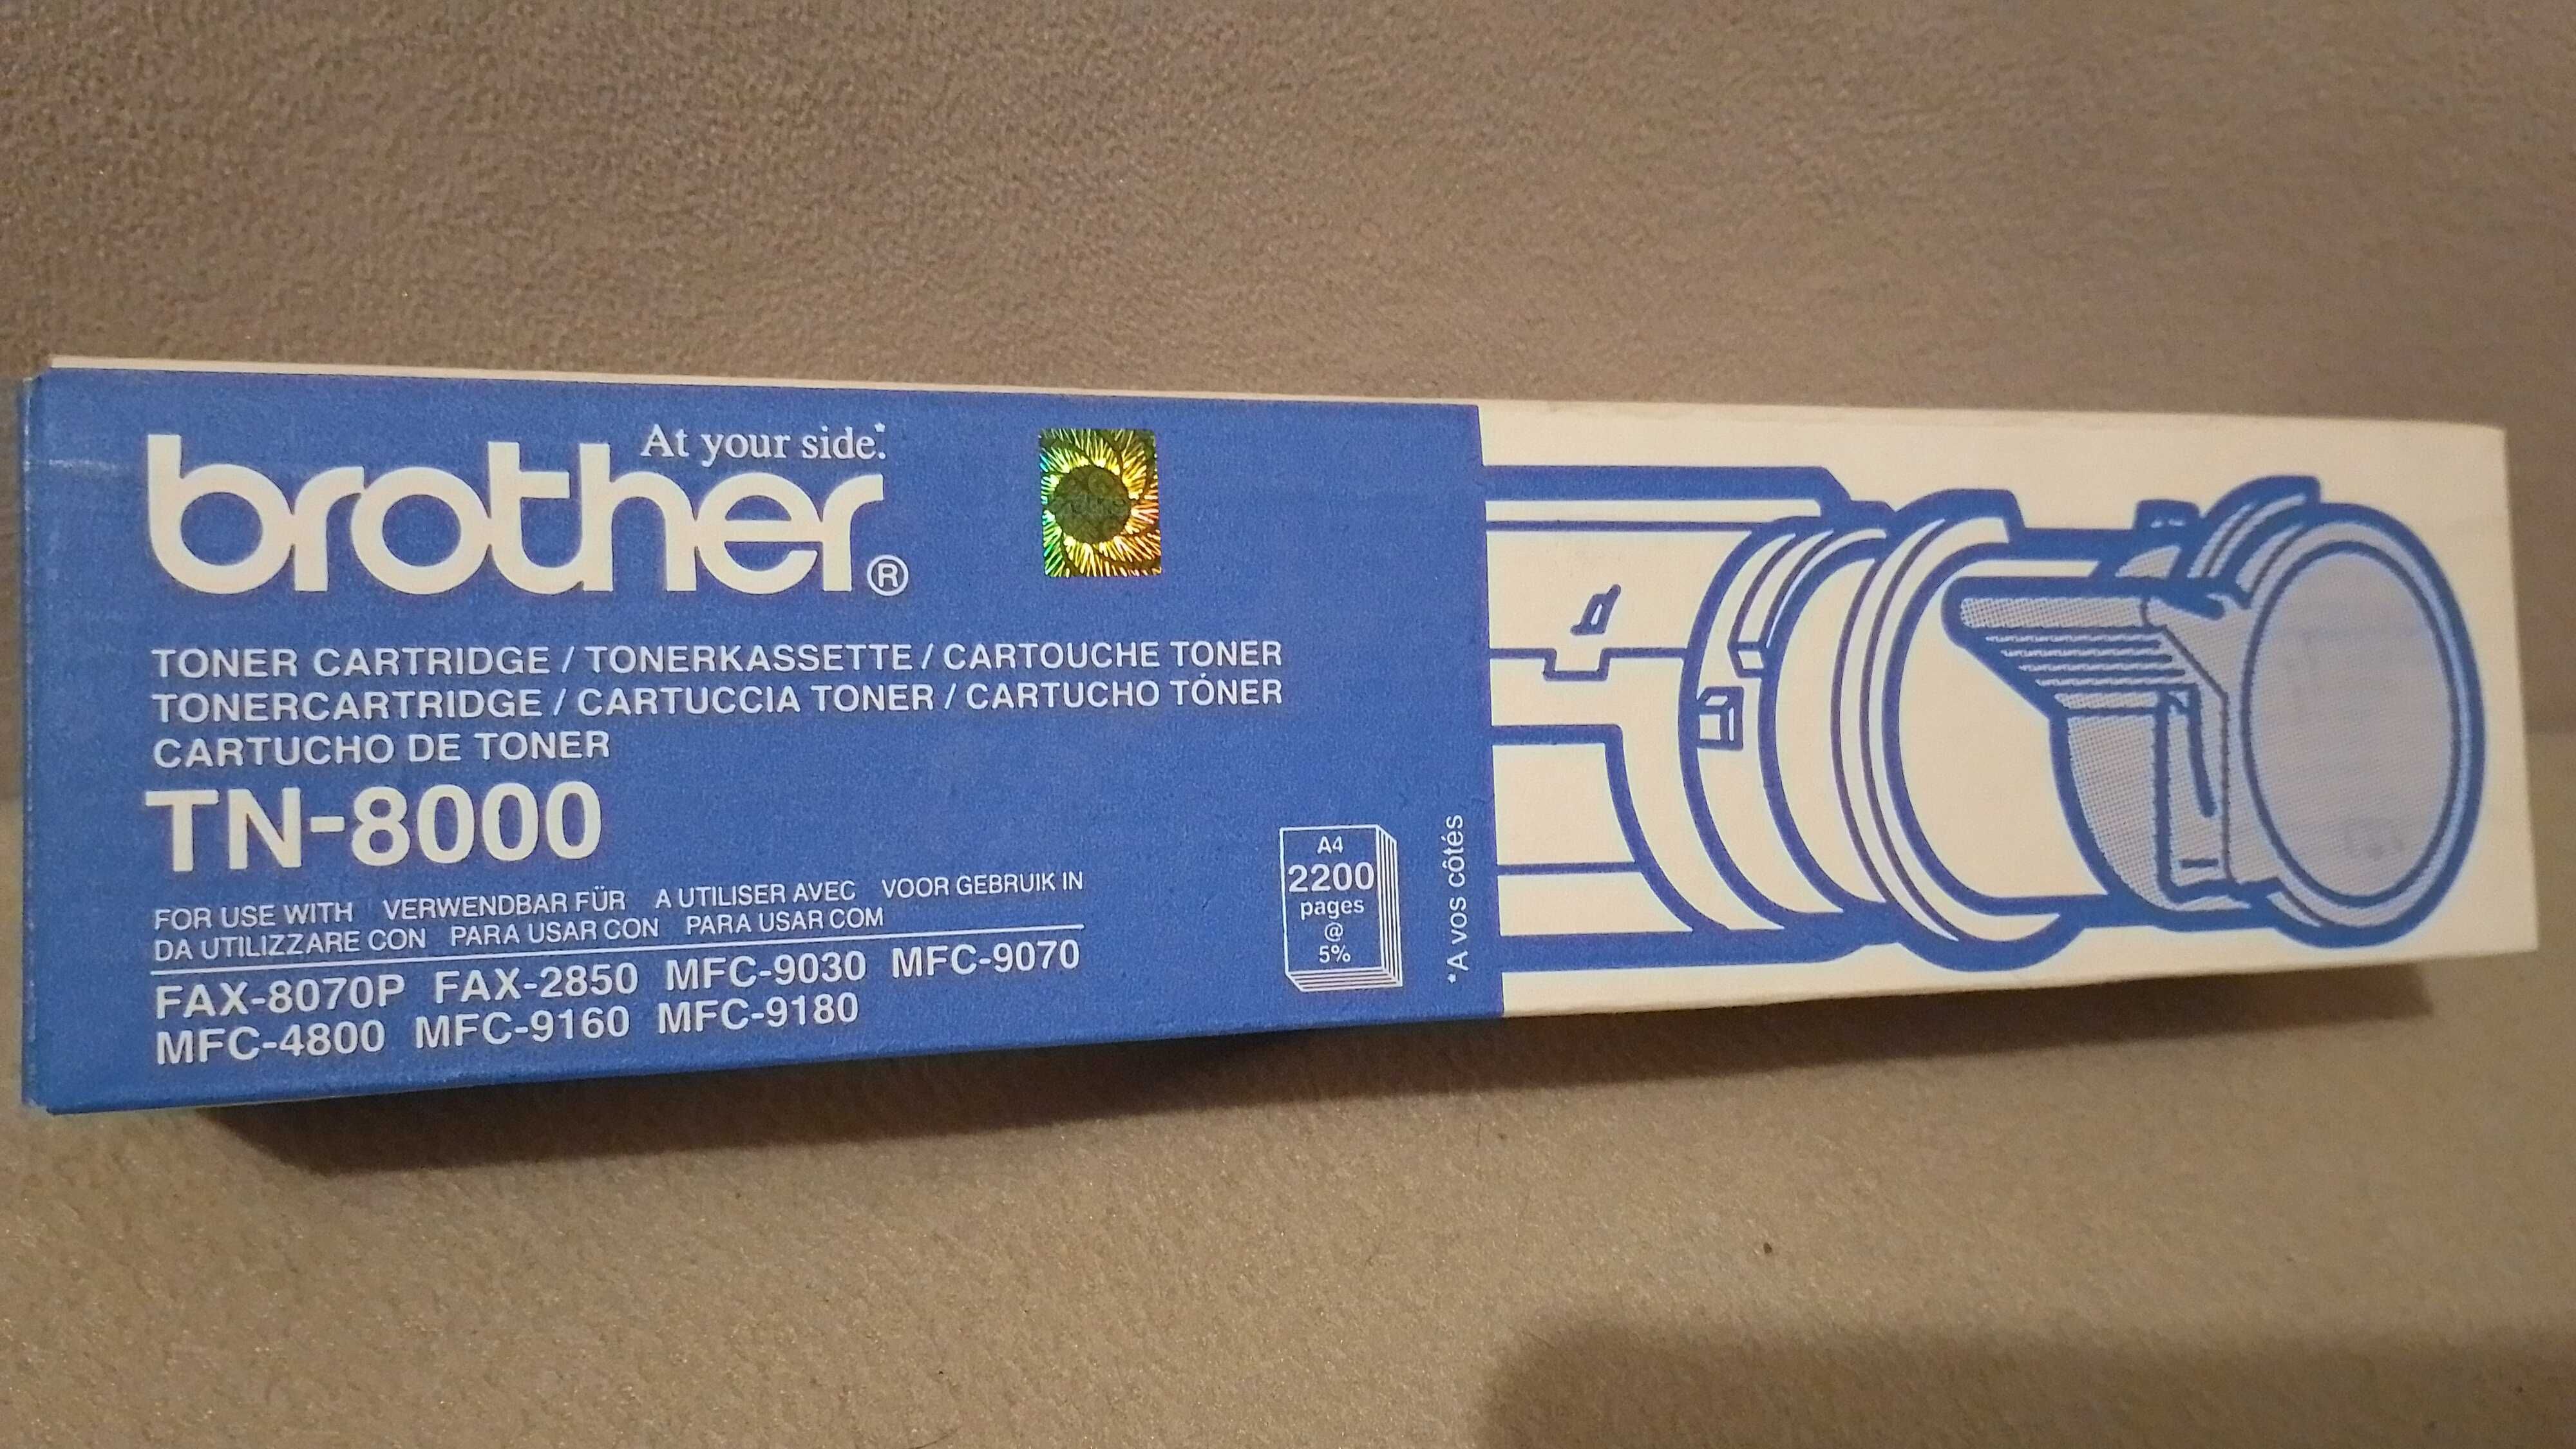 At your side.*
brother®
TONER CARTRIDGE / TONERKASSETTE / CARTOUCHE TONER
TONERCARTRIDGE / CARTUCCIA TONER / CARTUCHO TÓNER
CARTUCHO DE TONER
TN-8000
FOR USE WITH VERWENDBAR FÜR A UTILISER AVEC VOOR GEBRUIK IN
DA UTILIZZARE CON PARA USAR CON PARA USAR COM
FAX-8070P FAX-2850 MFC-9030 MFC-9070
MFC-4800 MFC-9160 MFC-9180
A4
2200
pages
@
5%
*A vos côtés